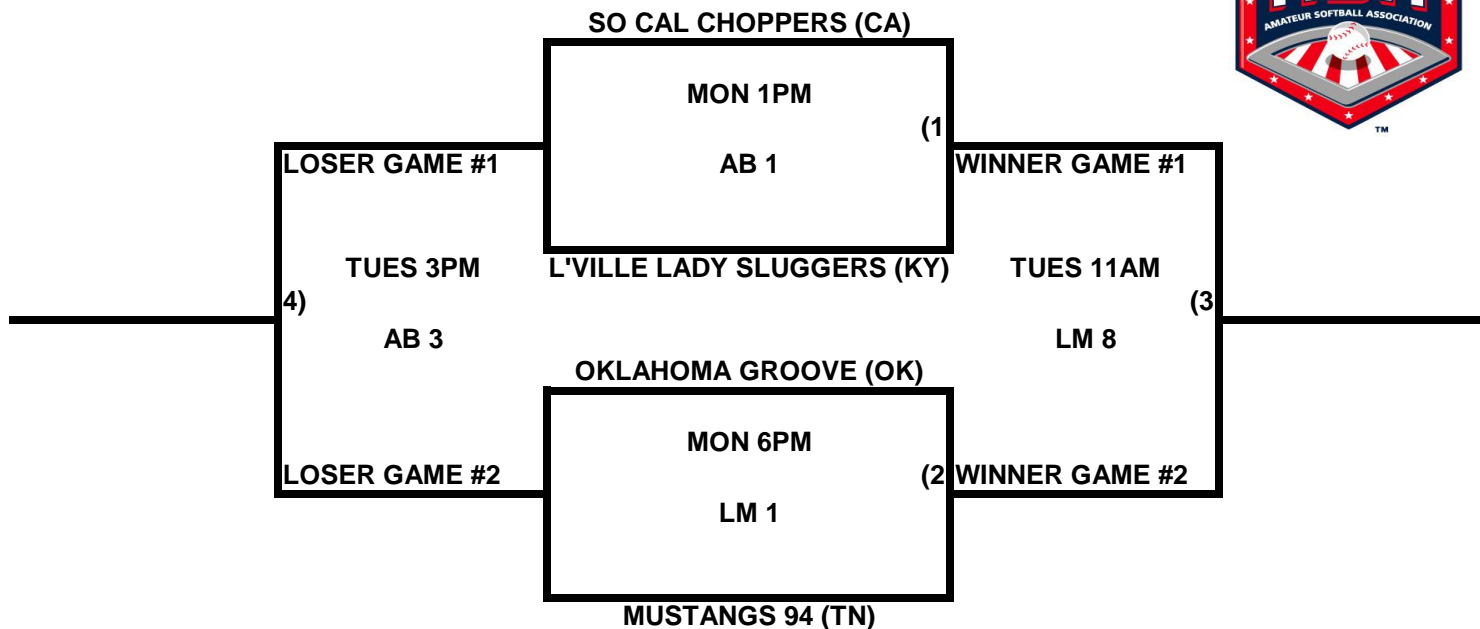 AMATEUR SOFTBALL ASSOCIATION
TM
SO CAL CHOPPERS (CA)
MON 1PM
(1
LOSER GAME #1
AB 1
WINNER GAME #1
TUES 3PM
L'VILLE LADY SLUGGERS (KY)
TUES 11AM
4)
(3
AB 3
LM 8
OKLAHOMA GROOVE (OK)
MON 6PM
LOSER GAME #2
(2
WINNER GAME #2
LM 1
MUSTANGS 94 (TN)